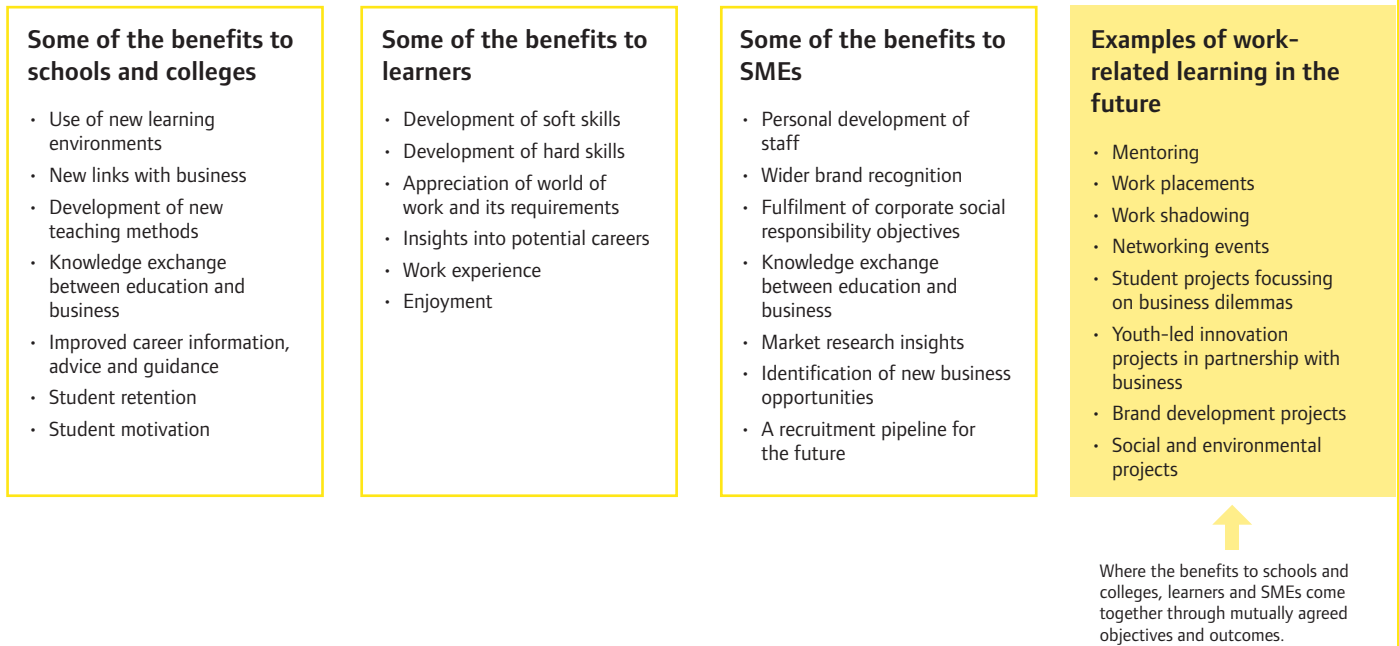 Some of the benefits to
schools and colleges
• Use of new learning
environments
• New links with business
• Development of new
teaching methods
• Knowledge exchange
between education and
business
• Improved career information,
advice and guidance
• Student retention
• Student motivation
Some of the benefits to
learners
• Development of soft skills
• Development of hard skills
• Appreciation of world of
work and its requirements
• Insights into potential careers
• Work experience
• Enjoyment
Some of the benefits to
SMEs
• Personal development of
staff
• Wider brand recognition
• Fulfilment of corporate social
responsibility objectives
• Knowledge exchange
between education and
business
• Market research insights
• Identification of new business
opportunities
• A recruitment pipeline for
the future
Examples of work-
related learning in the
future
• Mentoring
• Work placements
• Work shadowing
• Networking events
• Student projects focussing
on business dilemmas
• Youth-led innovation
projects in partnership with
business
• Brand development projects
• Social and environmental
projects
Where the benefits to schools and
colleges, learners and SMEs come
together through mutually agreed
objectives and outcomes.